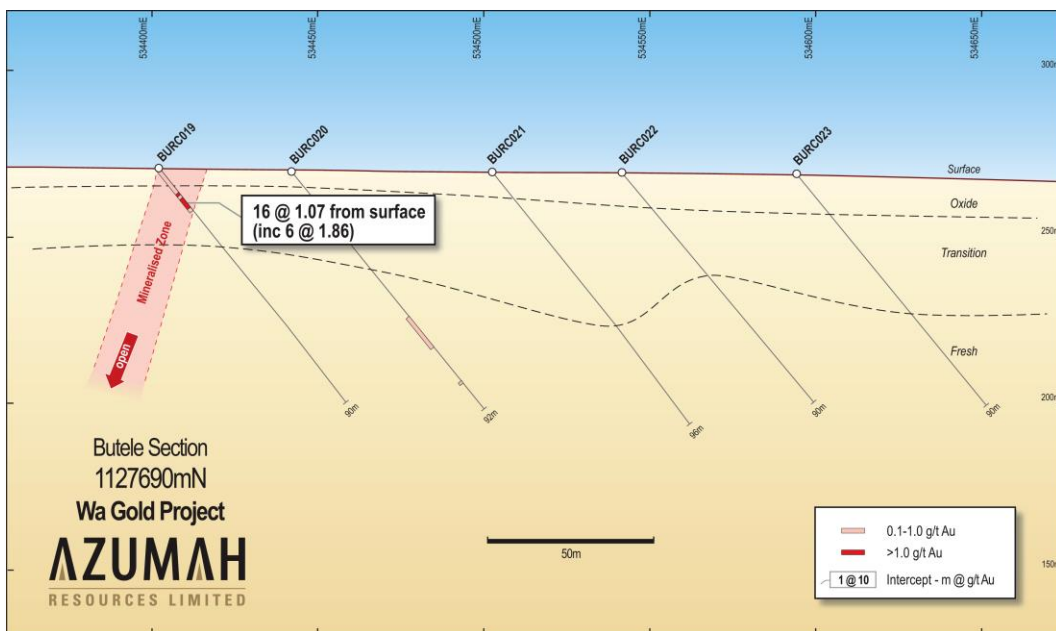 534400mE
534450mE
534500mE
534550mE
534600mE
534650mE
300m
BURC019
BURC020
BURC021
BURC022
BURC023
Surface
Oxide
16 @ 1.07 from surface
(inc 6 @ 1.86)
250m
Transition
Mineralised Zone
open
Fresh
200m
90m
92m
96m
90m
90m
Butele Section
1127690mN
Wa Gold Project
AZUMAH
RESOURCES LIMITED
50m
0.1-1.0 g/t Au
>1.0 g/t Au
1 @ 10 Intercept - m @ g/t Au
150m